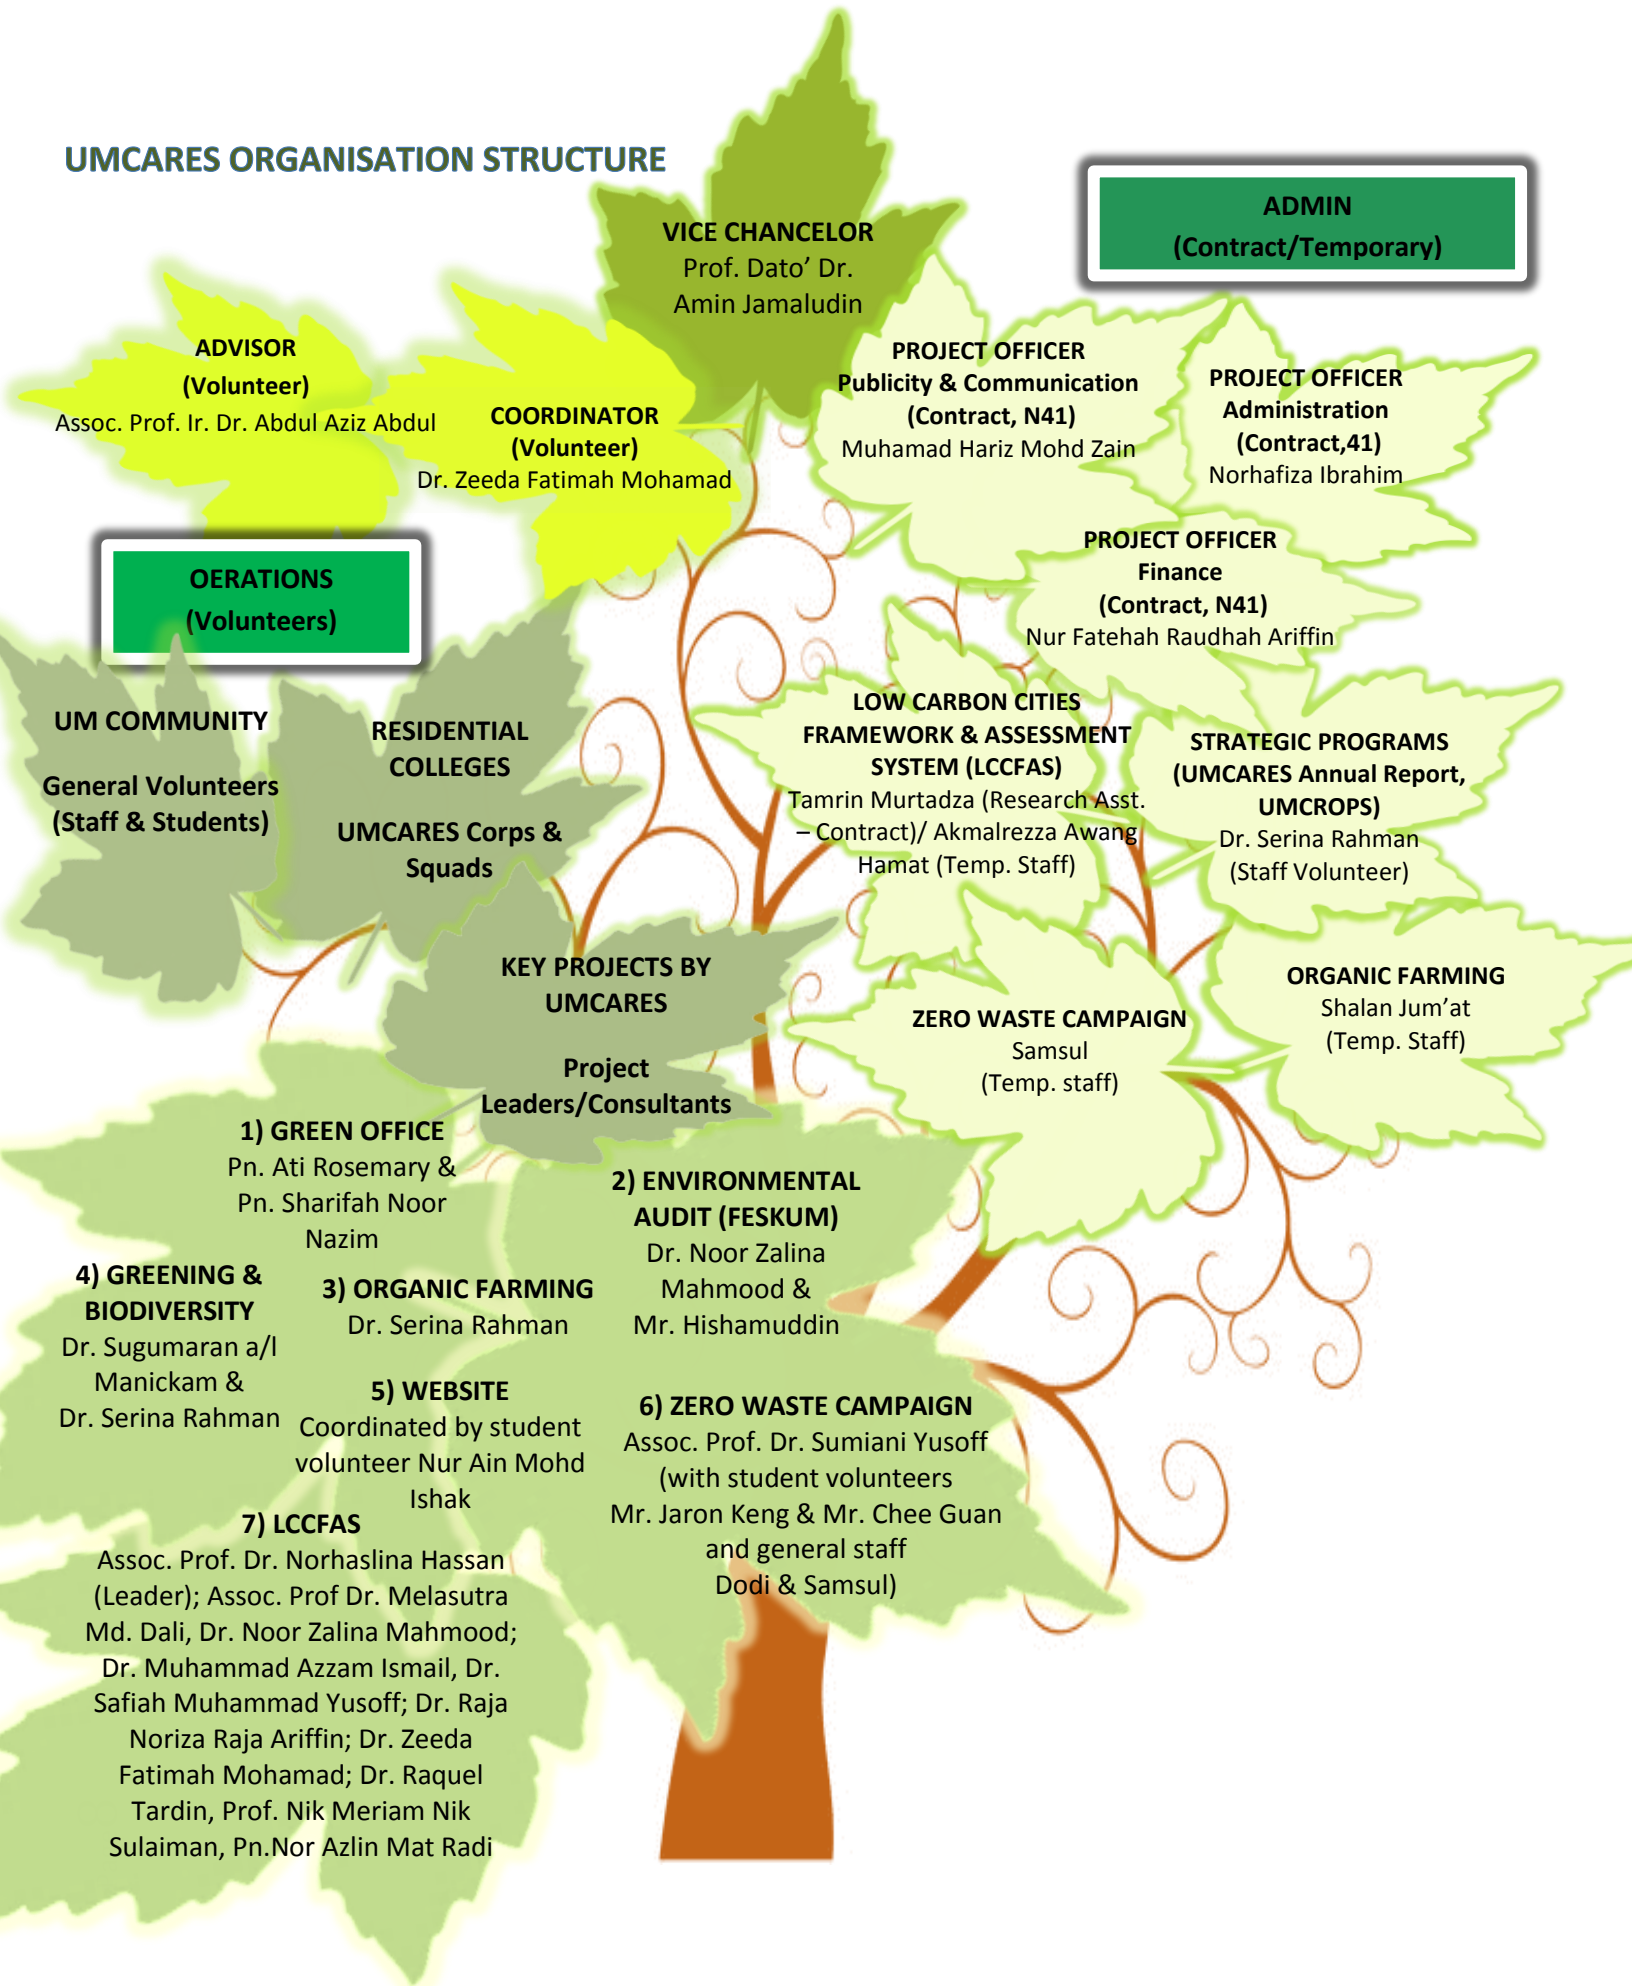 UMCARES ORGANISATION STRUCTURE
VICE CHANCELOR
Prof. Dato’ Dr.
Amin Jamaludin
ADVISOR
(Volunteer)
Assoc. Prof. Ir. Dr. Abdul Aziz Abdul
COORDINATOR
(Volunteer)
Dr. Zeeda Fatimah Mohamad
ADMIN
(Contract/Temporary)
PROJECT OFFICER
Publicity & Communication
(Contract, N41)
Muhamad Hariz Mohd Zain
PROJECT OFFICER
Administration
(Contract,41)
Norhafiza Ibrahim
PROJECT OFFICER
Finance
(Contract, N41)
Nur Fatehah Raudhah Ariffin
LOW CARBON CITIES
FRAMEWORK & ASSESSMENT
SYSTEM (LCCFAS)
Tamrin Murtadza (Research Asst.
– Contract)/ Akmalrezza Awang
Hamat (Temp. Staff)
STRATEGIC PROGRAMS
(UMCARES Annual Report,
UMCROPS)
Dr. Serina Rahman
(Staff Volunteer)
ZERO WASTE CAMPAIGN
Samsul
(Temp. staff)
ORGANIC FARMING
Shalan Jum’at
(Temp. Staff)
OERATIONS
(Volunteers)
UM COMMUNITY
General Volunteers
(Staff & Students)
RESIDENTIAL
COLLEGES
UMCARES Corps &
Squads
KEY PROJECTS BY
UMCARES
Project
Leaders/Consultants
1) GREEN OFFICE
Pn. Ati Rosemary &
Pn. Sharifah Noor
Nazim
2) ENVIRONMENTAL
AUDIT (FESKUM)
Dr. Noor Zalina
Mahmood &
Mr. Hishamuddin
3) ORGANIC FARMING
Dr. Serina Rahman
4) GREENING &
BIODIVERSITY
Dr. Sugumaran a/l
Manickam &
Dr. Serina Rahman
5) WEBSITE
Coordinated by student
volunteer Nur Ain Mohd
Ishak
6) ZERO WASTE CAMPAIGN
Assoc. Prof. Dr. Sumiani Yusoff
(with student volunteers
Mr. Jaron Keng & Mr. Chee Guan
and general staff
Dodi & Samsul)
7) LCCFAS
Assoc. Prof. Dr. Norhaslina Hassan
(Leader); Assoc. Prof Dr. Melasutra
Md. Dali, Dr. Noor Zalina Mahmood;
Dr. Muhammad Azzam Ismail, Dr.
Safiah Muhammad Yusoff; Dr. Raja
Noriza Raja Ariffin; Dr. Zeeda
Fatimah Mohamad; Dr. Raquel
Tardin, Prof. Nik Meriam Nik
Sulaiman, Pn.Nor Azlin Mat Radi